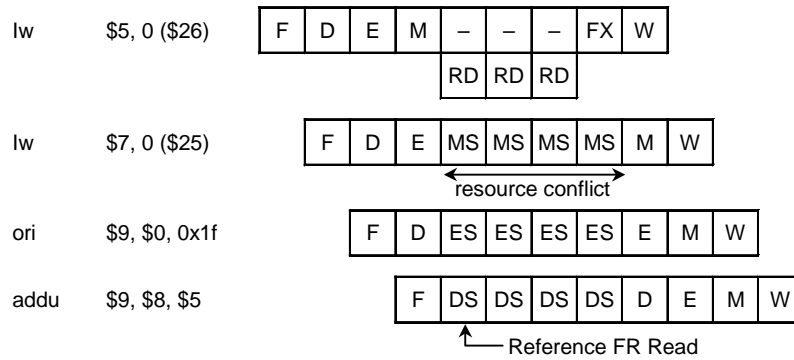 lw $5, 0 ($26) F D E M – – – FX W
RD RD RD
lw $7, 0 ($25) F D E MS MS MS MS M W
resource conflict
ori $9, $0, 0x1f F D ES ES ES ES E M W
addu $9, $8, $5 F DS DS DS DS D E M W
Reference FR Read